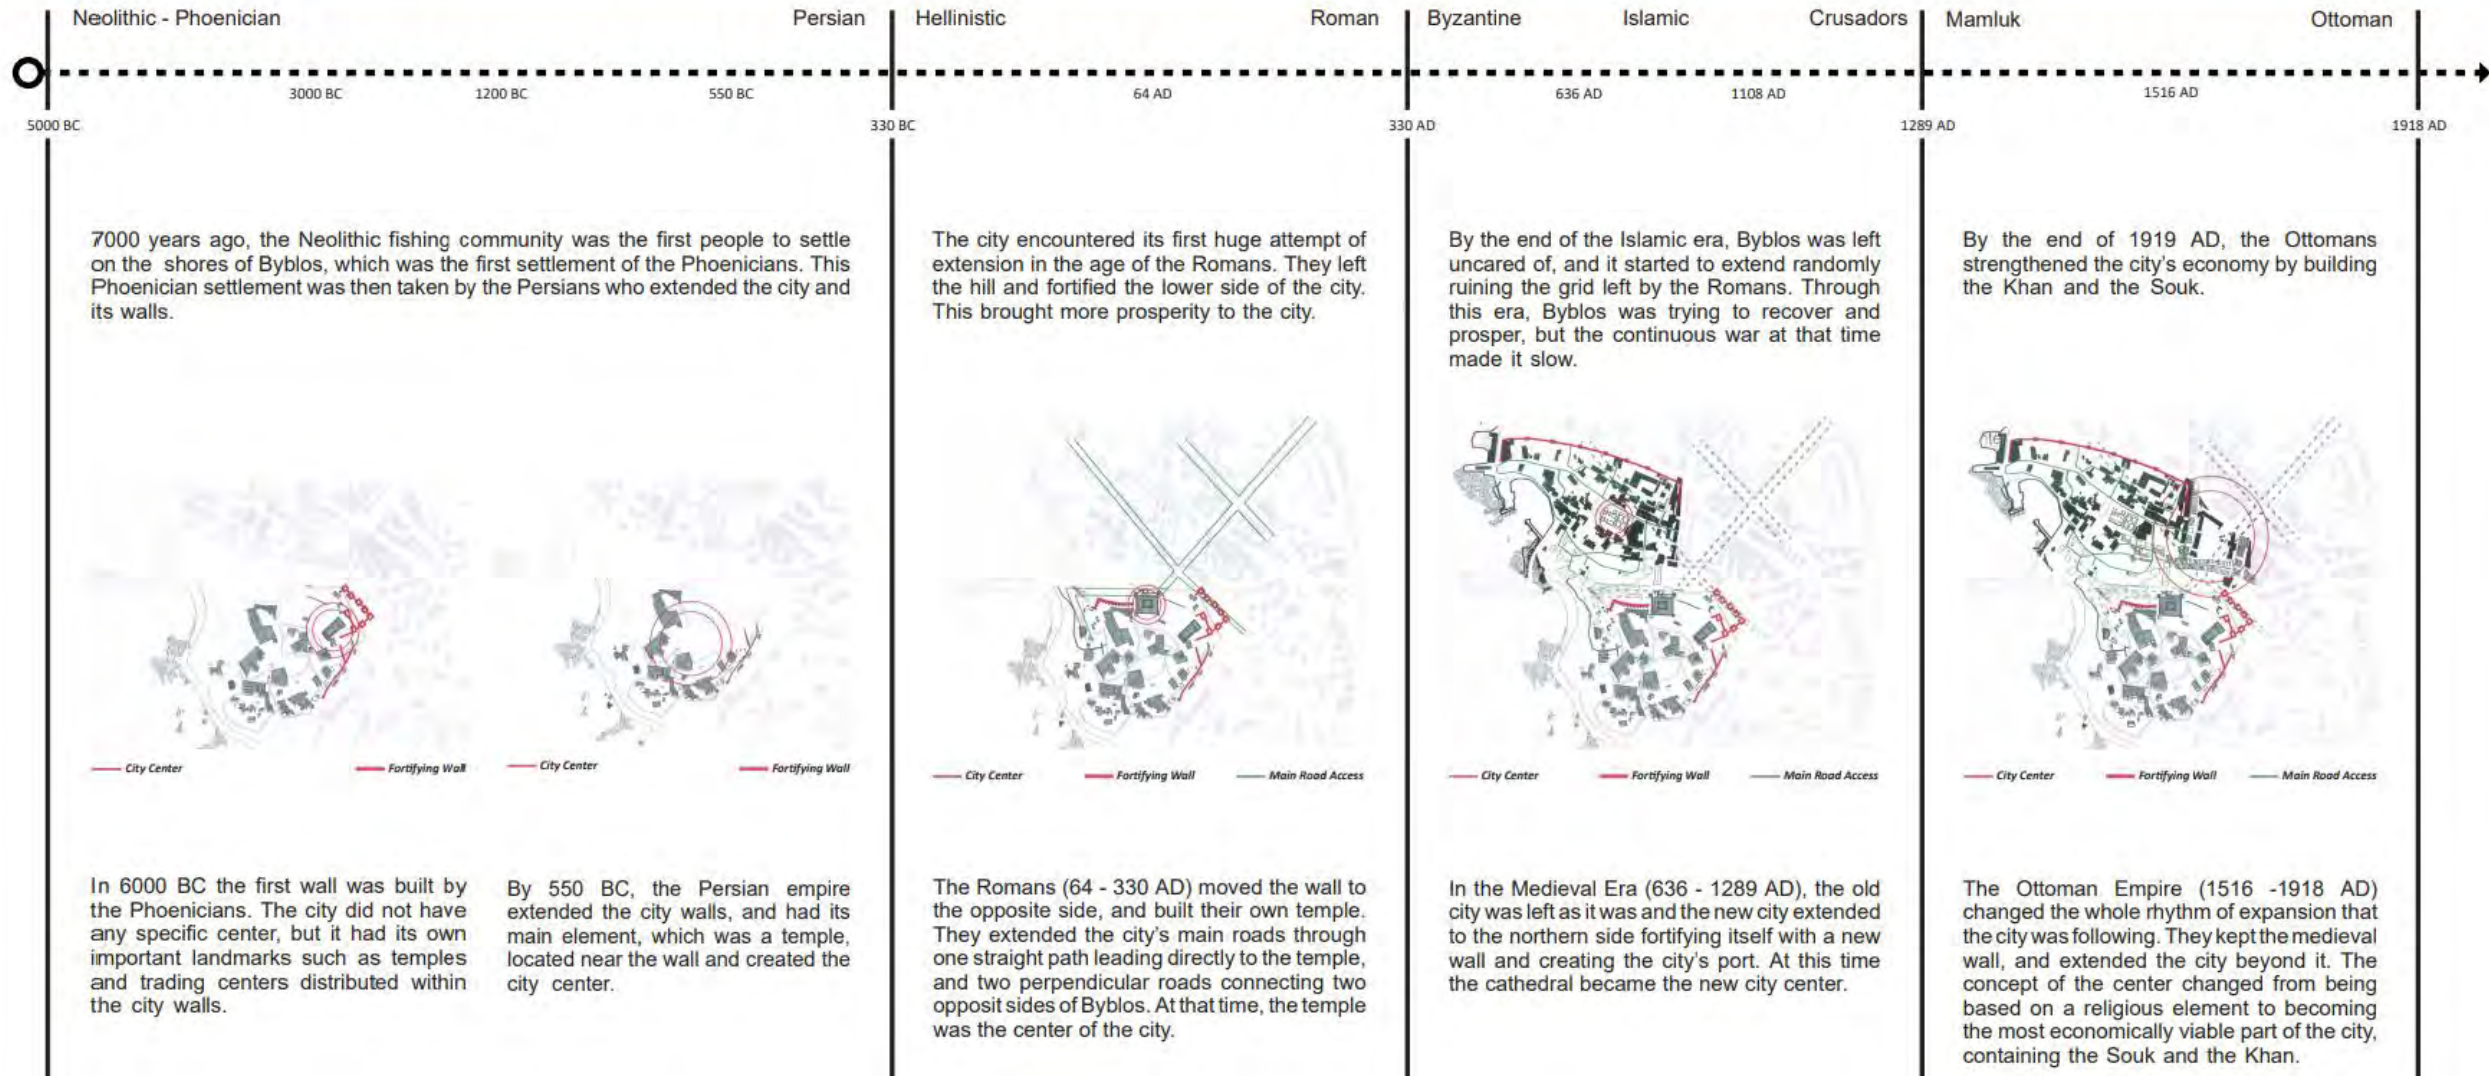 Neolithic - Phoenician
Persian
Hellinistic
Roman
Byzantine
Islamic
Crusadors
Mamluk
Ottoman
3000 BC
1200 BC
550 BC
64 AD
636 AD
1108 AD
1516 AD
5000 BC
330 BC
330 AD
1289 AD
1918 AD
7000 years ago, the Neolithic fishing community was the first people to settle
on the shores of Byblos, which was the first settlement of the Phoenicians. This
Phoenician settlement was then taken by the Persians who extended the city and
its walls.
The city encountered its first huge attempt of
extension in the age of the Romans. They left
the hill and fortified the lower side of the city.
This brought more prosperity to the city.
By the end of the Islamic era, Byblos was left
uncared of, and it started to extend randomly
ruining the grid left by the Romans. Through
this era, Byblos was trying to recover and
prosper, but the continuous war at that time
made it slow.
By the end of 1919 AD, the Ottomans
strengthened the city's economy by building
the Khan and the Souk.
City Center
Fortifying Wall
City Center
Fortifying Wall
City Center
Fortifying Wall
Main Road Access
City Center
Fortifying Wall
Main Road Access
City Center
Fortifying Wall
Main Road Access
In 6000 BC the first wall was built by
the Phoenicians. The city did not have
any specific center, but it had its own
important landmarks such as temples
and trading centers distributed within
the city walls.
By 550 BC, the Persian empire
extended the city walls, and had its
main element, which was a temple,
located near the wall and created the
city center.
The Romans (64 - 330 AD) moved the wall to
the opposite side, and built their own temple.
They extended the city's main roads through
one straight path leading directly to the temple,
and two perpendicular roads connecting two
opposit sides of Byblos. At that time, the temple
was the center of the city.
In the Medieval Era (636 - 1289 AD), the old
city was left as it was and the new city extended
to the northern side fortifying itself with a new
wall and creating the city's port. At this time
the cathedral became the new city center.
The Ottoman Empire (1516 -1918 AD)
changed the whole rhythm of expansion that
the city was following. They kept the medieval
wall, and extended the city beyond it. The
concept of the center changed from being
based on a religious element to becoming
the most economically viable part of the city,
containing the Souk and the Khan.